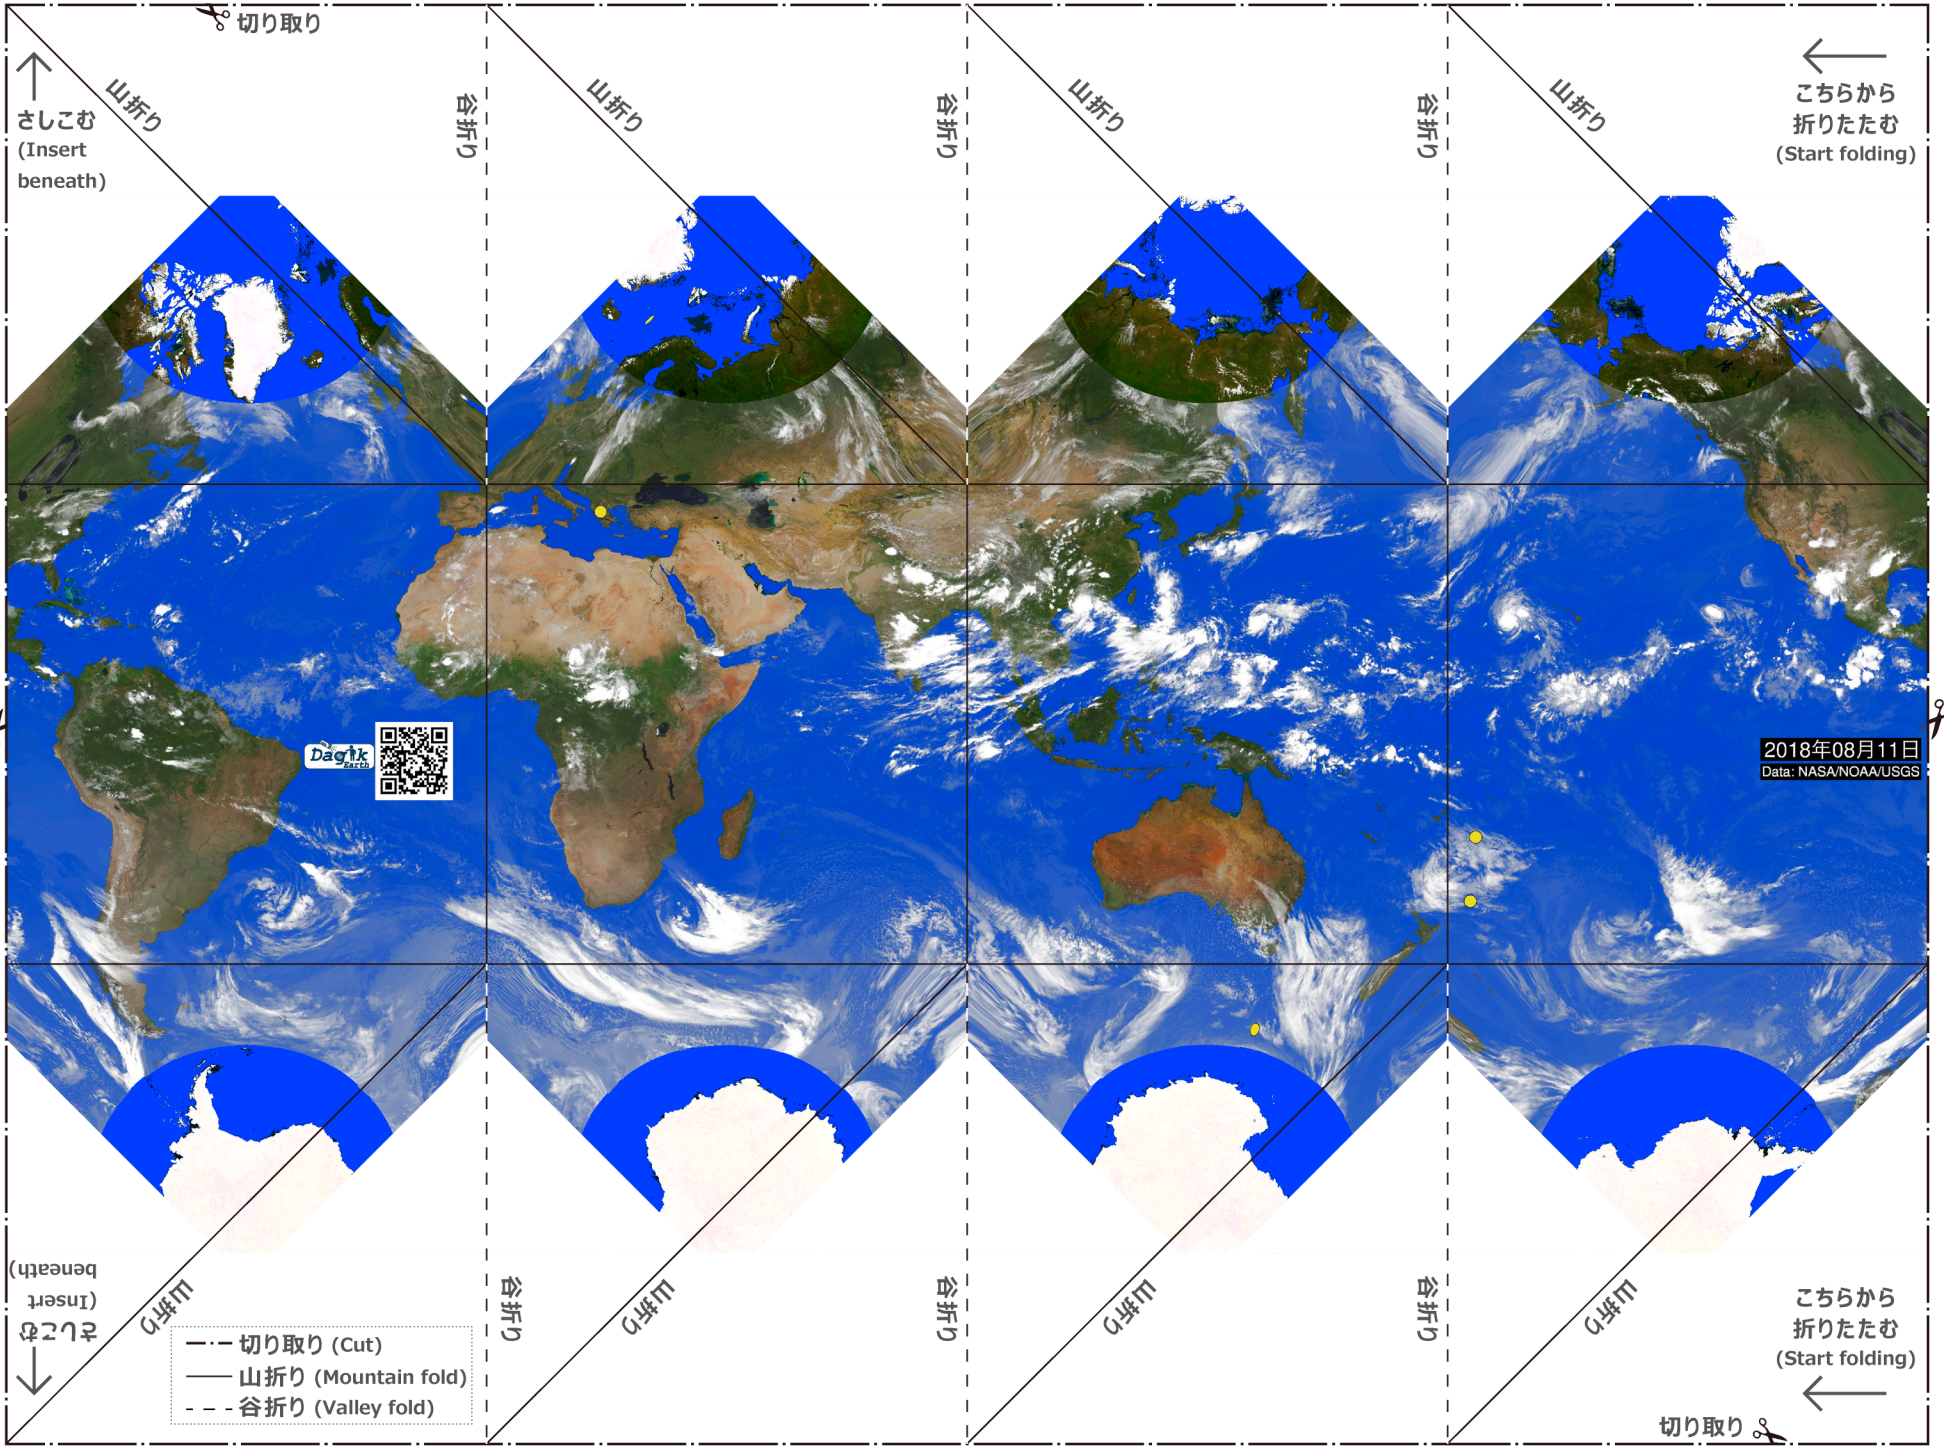 切り取り
山折り
谷折り
山折り
谷折り
山折り
谷折り
山折り
さしこむ
(Insert
beneath)
こちらから
折りたたむ
(Start folding)
Dagik
Earth
2018年08月11日
Data: NASA/NOAA/USGS
さしこむ
(Insert
beneath)
山折り
谷折り
山折り
谷折り
山折り
谷折り
山折り
こちらから
折りたたむ
(Start folding)
切り取り (Cut)
山折り (Mountain fold)
谷折り (Valley fold)
切り取り